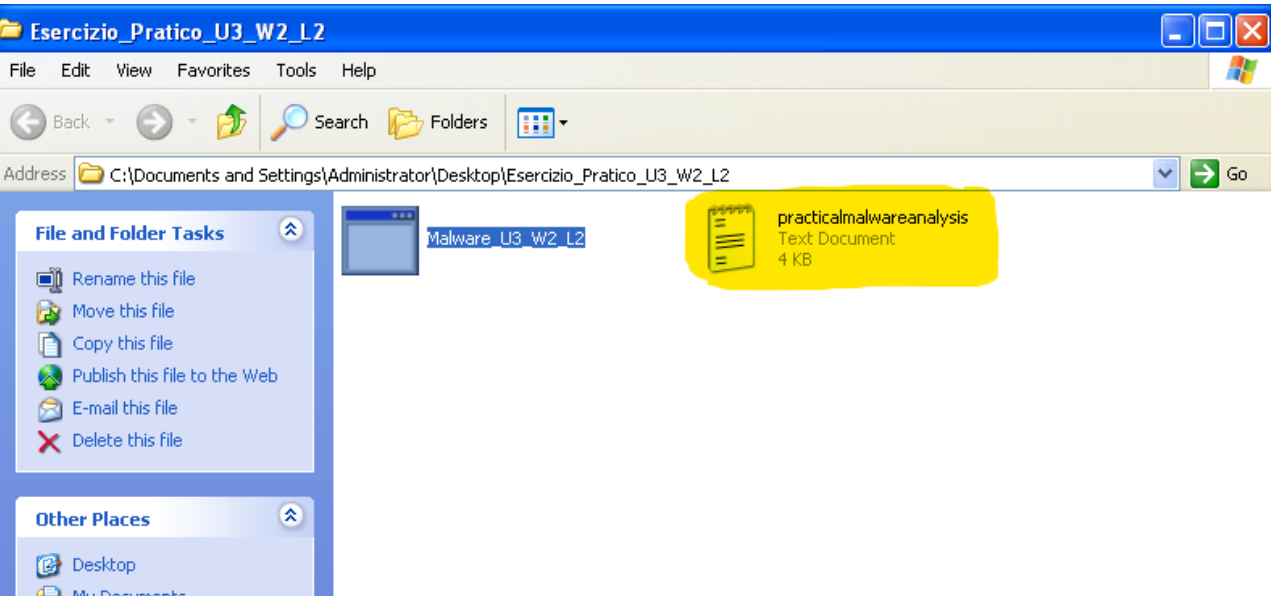 Esercizio_Pratico_U3_W2_L2
File Edit View Favorites Tools Help
Back Search Folders
Address C:\Documents and Settings\Administrator\Desktop\Esercizio_Pratico_U3_W2_L2 Go
File and Folder Tasks
Rename this file
Move this file
Copy this file
Publish this file to the Web
E-mail this file
Delete this file
Other Places
Desktop
My Documents
Malware_U3_W2_L2
practicalmalwareanalysis
Text Document
4 KB